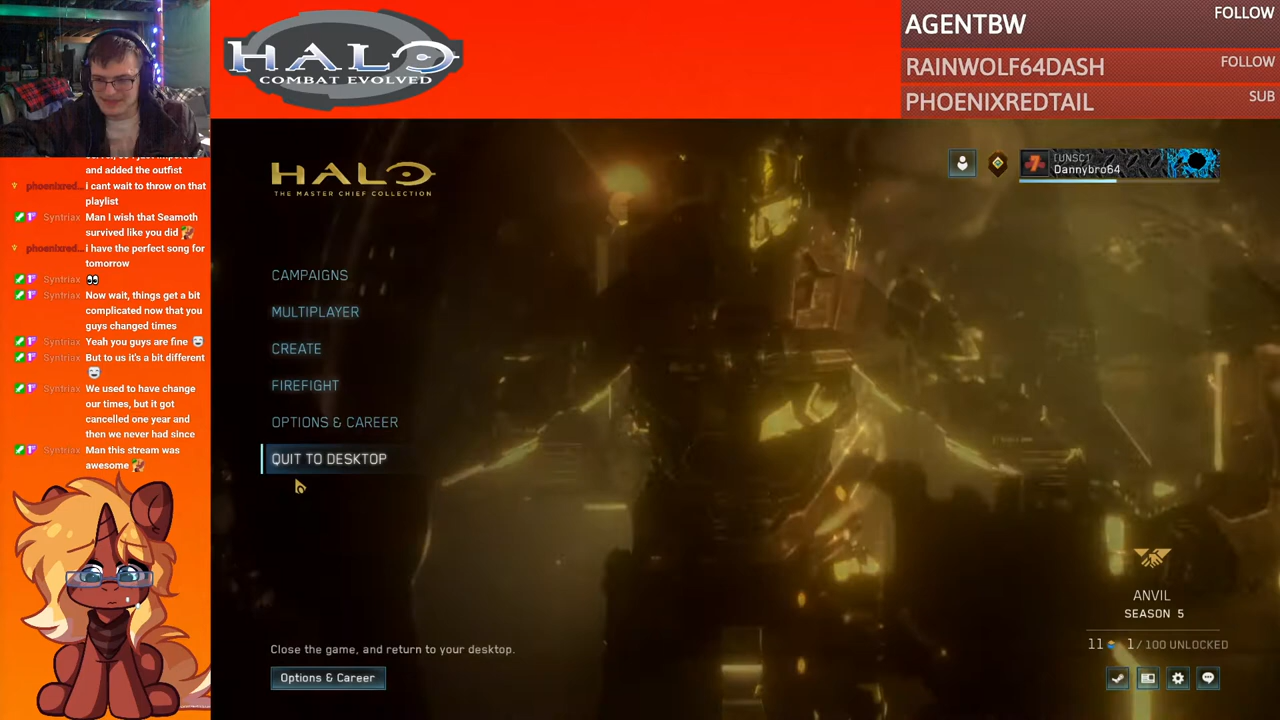 HALO
COMBAT EVOLVED
AGENTBW FOLLOW
RAINWOLF64DASH FOLLOW
PHOENIXREDTAIL SUB
and added the outfist
phoenixred... i cant wait to throw on that
playlist
Syntriax Man I wish that Seamoth
survived like you did
phoenixred... i have the perfect song for
tomorrow
Syntriax
Syntriax Now wait, things get a bit
complicated now that you
guys changed times
Syntriax Yeah you guys are fine
Syntriax But to us it's a bit different
Syntriax We used to have change
our times, but it got
cancelled one year and
then we never had since
Syntriax Man this stream was
awesome
HALO
THE MASTER CHIEF COLLECTION
[UNSC]
Dannybro64
CAMPAIGNS
MULTIPLAYER
CREATE
FIREFIGHT
OPTIONS & CAREER
QUIT TO DESKTOP
ANVIL
SEASON 5
11 1 / 100 UNLOCKED
Close the game, and return to your desktop.
Options & Career